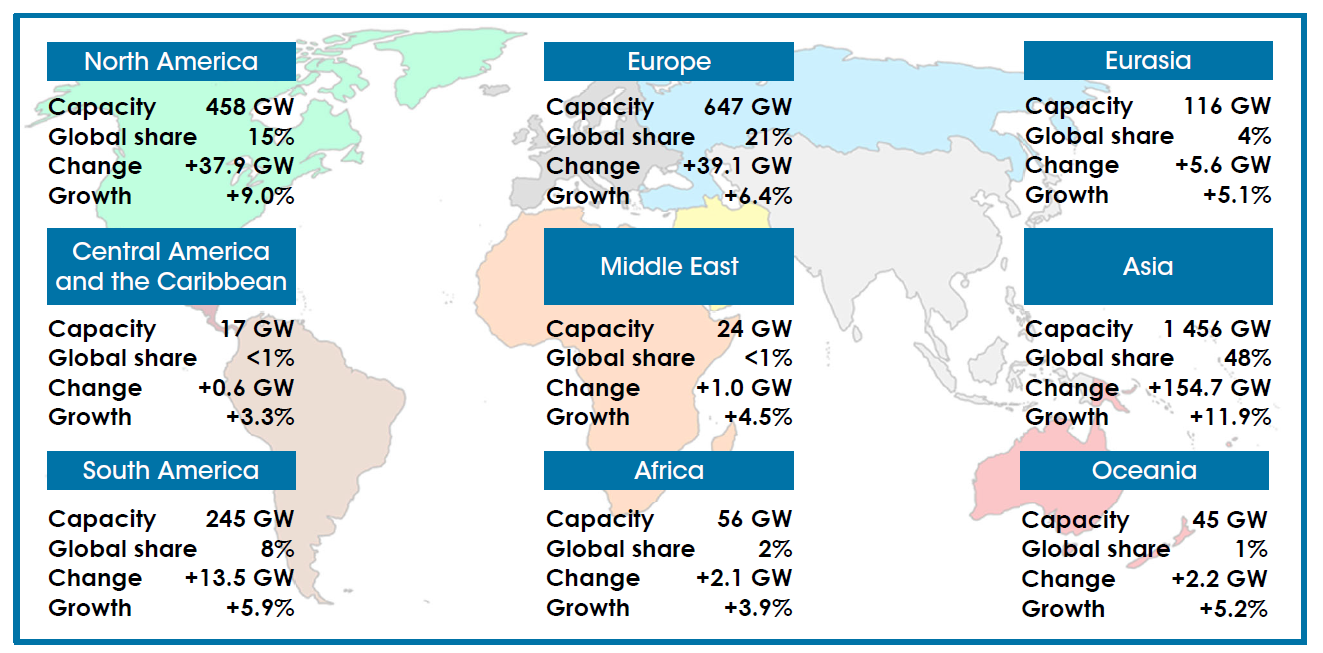 North America
Capacity 458 GW
Global share 15%
Change +37.9 GW
Growth +9.0%
Europe
Capacity 647 GW
Global share 21%
Change +39.1 GW
Growth +6.4%
Eurasia
Capacity 116 GW
Global share 4%
Change +5.6 GW
Growth +5.1%
Central America
and the Caribbean
Capacity 17 GW
Global share <1%
Change +0.6 GW
Growth +3.3%
Middle East
Capacity 24 GW
Global share <1%
Change +1.0 GW
Growth +4.5%
Asia
Capacity 1 456 GW
Global share 48%
Change +154.7 GW
Growth +11.9%
South America
Capacity 245 GW
Global share 8%
Change +13.5 GW
Growth +5.9%
Africa
Capacity 56 GW
Global share 2%
Change +2.1 GW
Growth +3.9%
Oceania
Capacity 45 GW
Global share 1%
Change +2.2 GW
Growth +5.2%